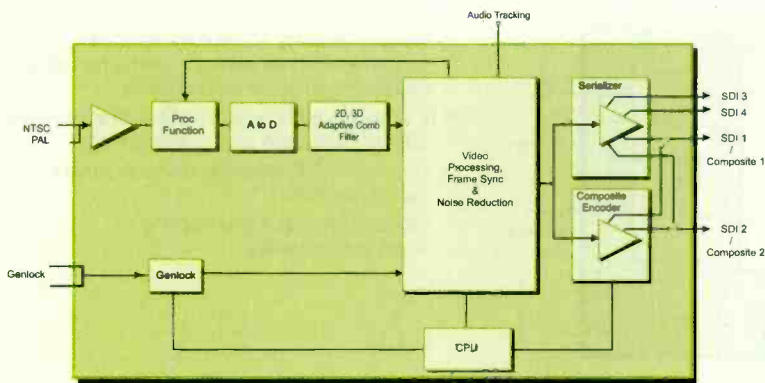 Audio Tracking
NTSC
PAL
Proc
Function
A to D
2D, 3D
Adaptive Comb
Filter
Video
Processing,
Frame Sync
&
Noise Reduction
Serializer
SDI 3
SDI 4
SDI 1
/
Composite 1
Composite
Encoder
SDI 2
/
Composite 2
Genlock
Genlock
CPU